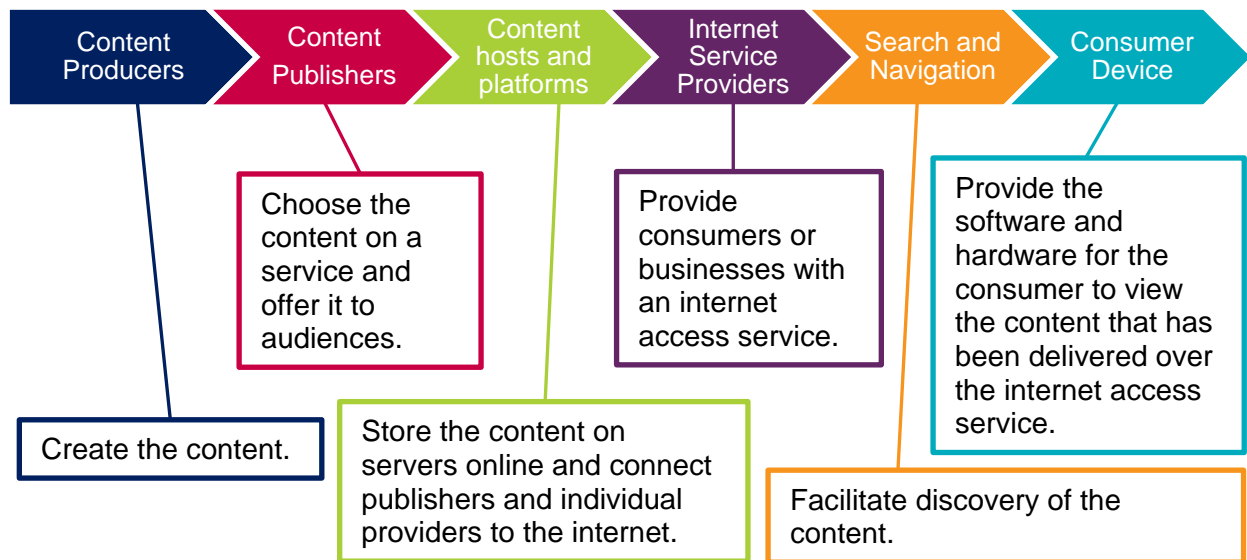 Content
Producers
Content
Publishers
Content
hosts and
platforms
Internet
Service
Providers
Search and
Navigation
Consumer
Device
Choose the
content on a
service and
offer it to
audiences.
Provide
consumers or
businesses with
an internet
access service.
Provide the
software and
hardware for the
consumer to view
the content that has
been delivered over
the internet access
service.
Create the content.
Store the content on
servers online and connect
publishers and individual
providers to the internet.
Facilitate discovery of the
content.